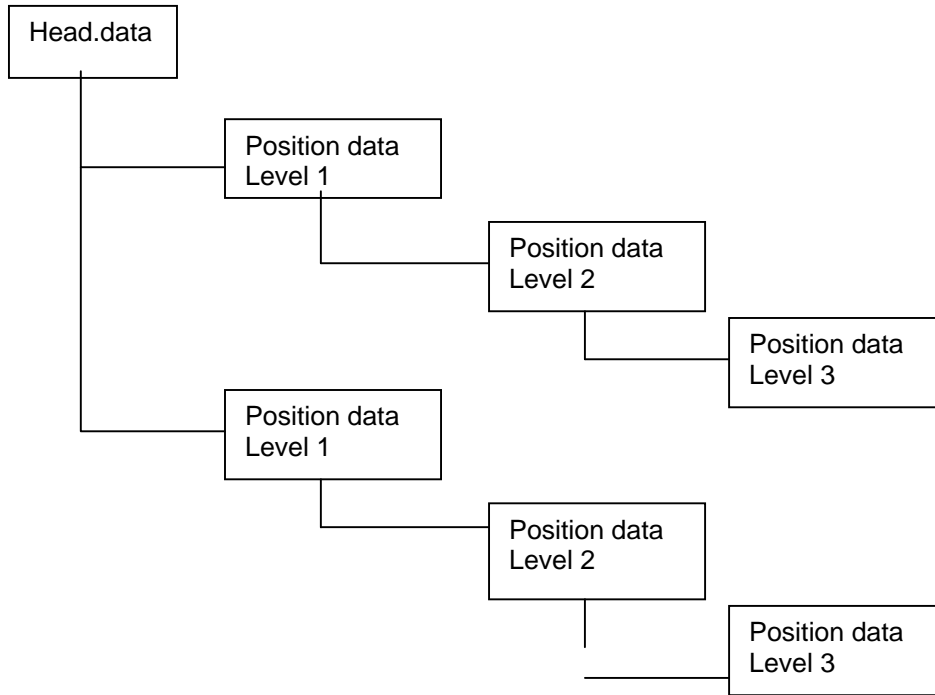 Head.data
Position data
Level 1
Position data
Level 2
Position data
Level 3
Position data
Level 1
Position data
Level 2
Position data
Level 3